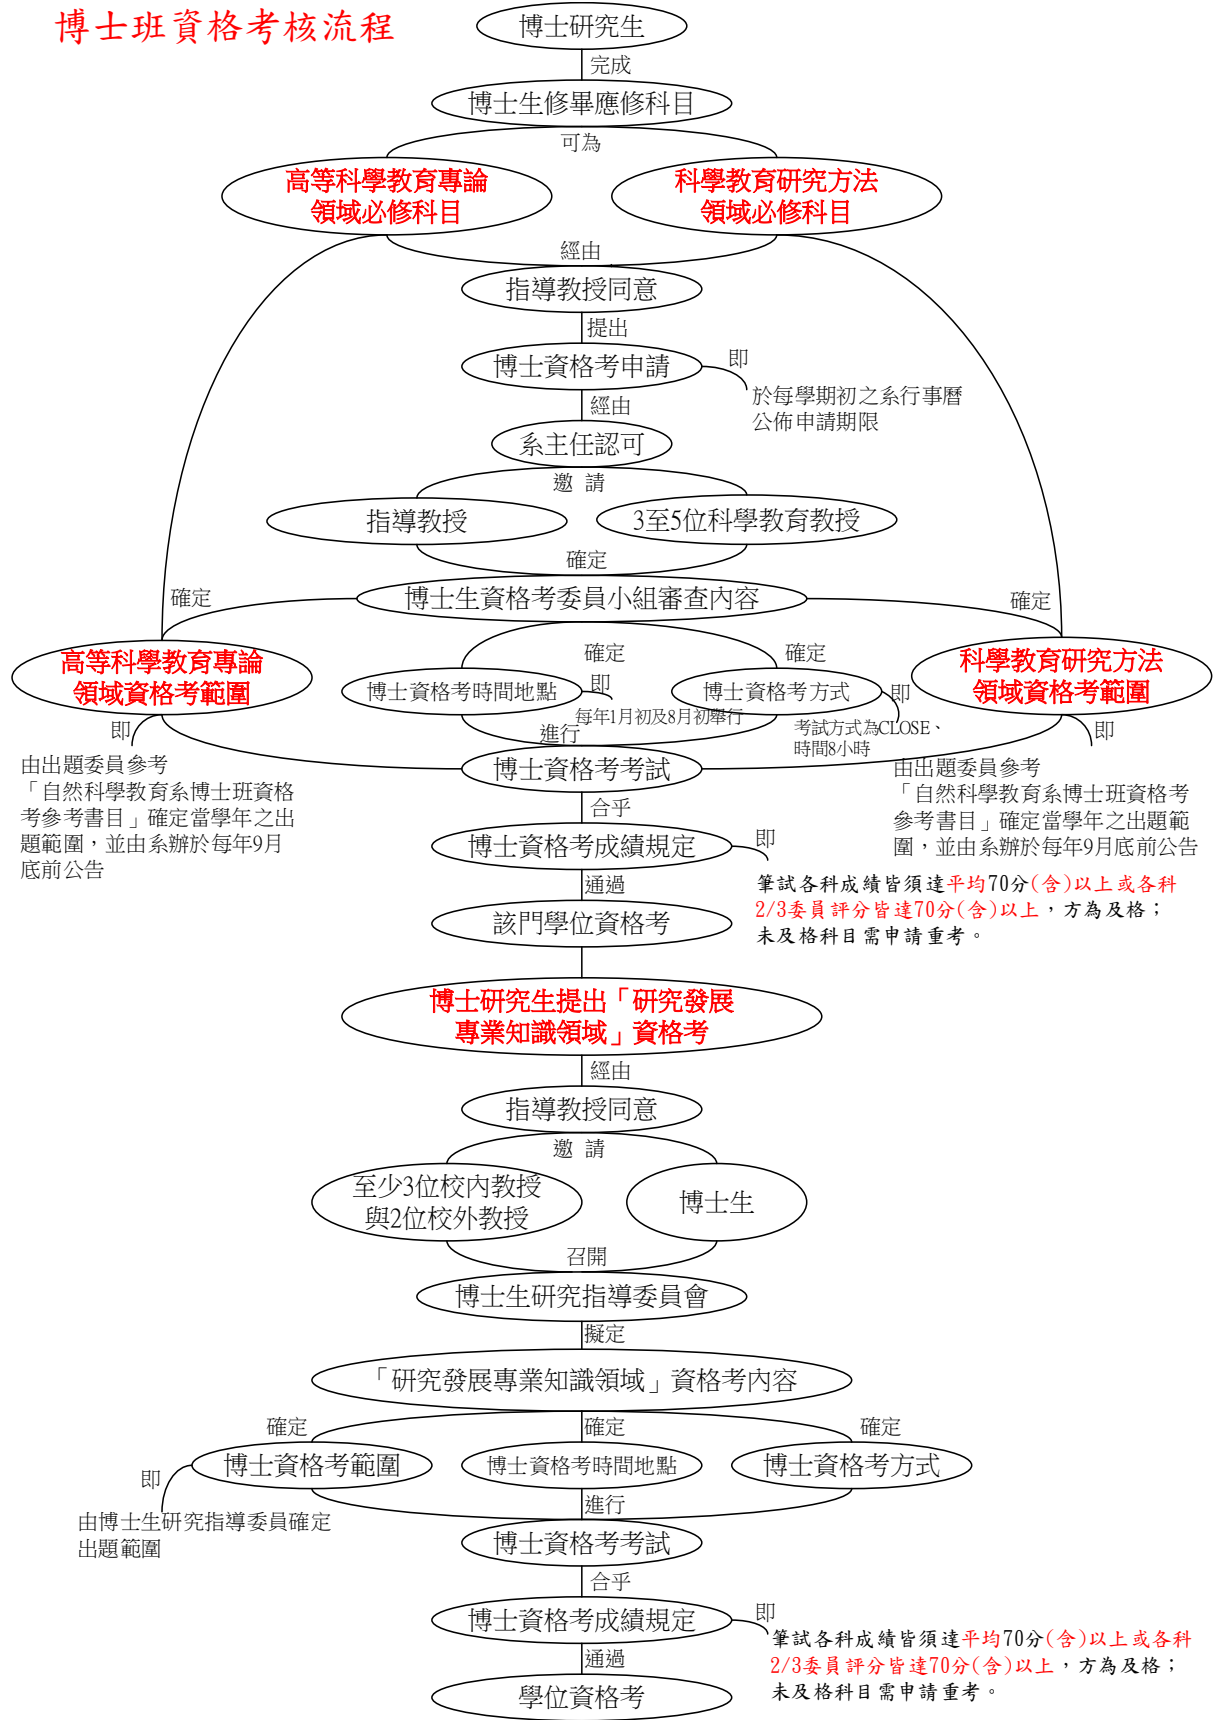 博士班資格考核流程
博士研究生
完成
博士生修畢應修科目
可為
高等科學教育專論
領域必修科目
科學教育研究方法
領域必修科目
經由
指導教授同意
提出
博士資格考申請
即
於每學期初之系行事曆
公佈申請期限
經由
系主任認可
邀 請
指導教授
3至5位科學教育教授
確定
博士生資格考委員小組審查內容
確定
確定
高等科學教育專論
領域資格考範圍
確定
博士資格考時間地點
即
每年1月初及8月初舉行
確定
博士資格考方式
即
考試方式為CLOSE、
時間8小時
科學教育研究方法
領域資格考範圍
即
由出題委員參考
「自然科學教育系博士班資格
考參考書目」確定當學年之出
題範圍，並由系辦於每年9月
底前公告
進行
博士資格考考試
即
由出題委員參考
「自然科學教育系博士班資格考
參考書目」確定當學年之出題範
圍，並由系辦於每年9月底前公告
合乎
博士資格考成績規定
即
筆試各科成績皆須達平均70分(含)以上或各科
2/3委員評分皆達70分(含)以上，方為及格；
未及格科目需申請重考。
通過
該門學位資格考
博士研究生提出「研究發展
專業知識領域」資格考
經由
指導教授同意
邀 請
至少3位校內教授
與2位校外教授
博士生
召開
博士生研究指導委員會
擬定
「研究發展專業知識領域」資格考內容
確定
確定
確定
博士資格考範圍
博士資格考時間地點
博士資格考方式
即
由博士生研究指導委員確定
出題範圍
進行
博士資格考考試
合乎
博士資格考成績規定
即
筆試各科成績皆須達平均70分(含)以上或各科
2/3委員評分皆達70分(含)以上，方為及格；
未及格科目需申請重考。
通過
學位資格考